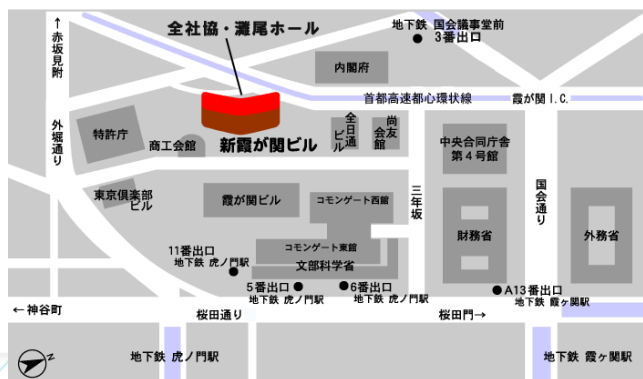 全社協・灘尾ホール
地下鉄 国会議事堂前
3番出口
←赤坂見附
内閣府
首都高速都心環状線
霞が関I.C.
外堀通り
特許庁
商工会館
新霞が関ビル
全日通
ビル
尚友
会館
中央合同庁舎
第4号館
東京倶楽部
ビル
霞が関ビル
コモンゲート西館
三年坂
国会通り
財務省
外務省
コモンゲート東館
文部科学省
11番出口
地下鉄 虎ノ門駅
5番出口
地下鉄 虎ノ門駅
6番出口
地下鉄 虎ノ門駅
A13番出口
地下鉄 霞ヶ関駅
←神谷町
桜田通り
桜田門→
地下鉄 虎ノ門駅
地下鉄 霞ヶ関駅
N